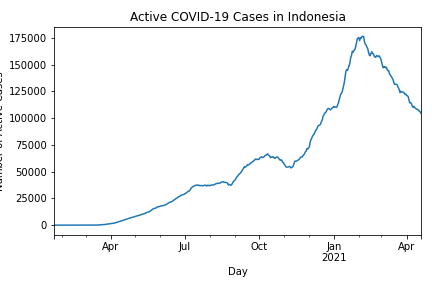 Active COVID-19 Cases in Indonesia
175000
150000
125000
100000
75000
50000
25000
0
Number of Active Cases
Apr
Jul
Oct
Jan
2021
Apr
Day